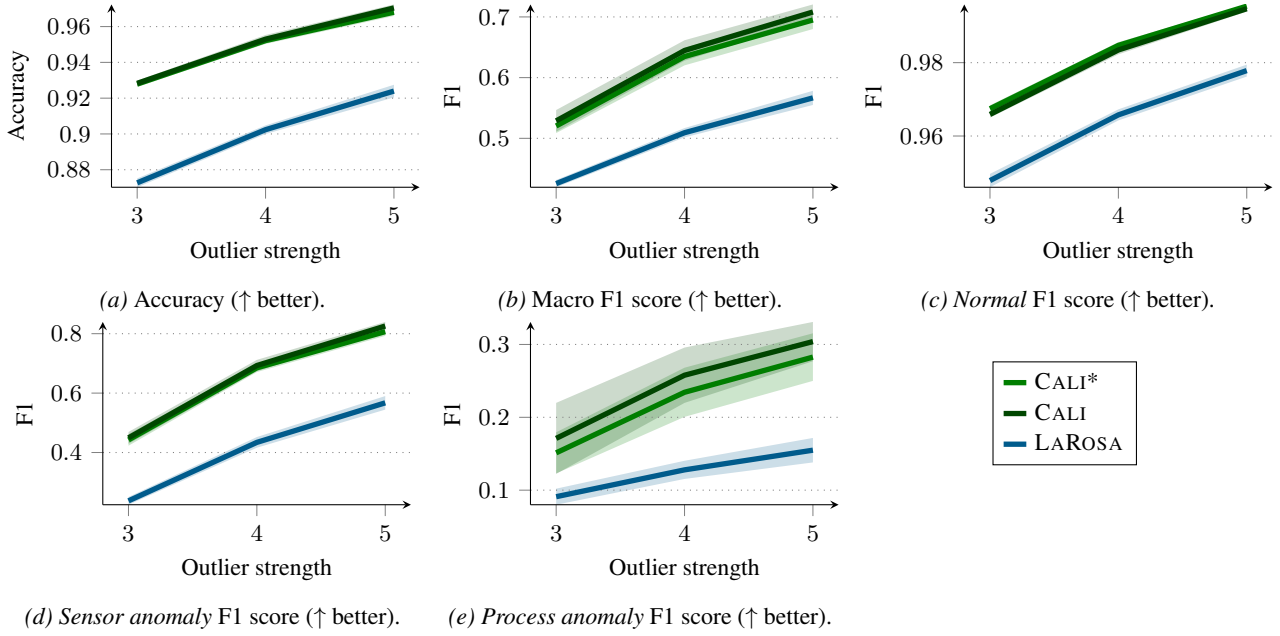 0.96
0.94
0.92
0.9
0.88
Accuracy
3 4 5
Outlier strength
(a) Accuracy (↑ better).
0.7
0.6
0.5
F1
3 4 5
Outlier strength
(b) Macro F1 score (↑ better).
0.98
0.96
F1
3 4 5
Outlier strength
(c) Normal F1 score (↑ better).
0.8
0.6
0.4
F1
3 4 5
Outlier strength
(d) Sensor anomaly F1 score (↑ better).
0.3
0.2
0.1
F1
3 4 5
Outlier strength
(e) Process anomaly F1 score (↑ better).
CALI*
CALI
LAROSA